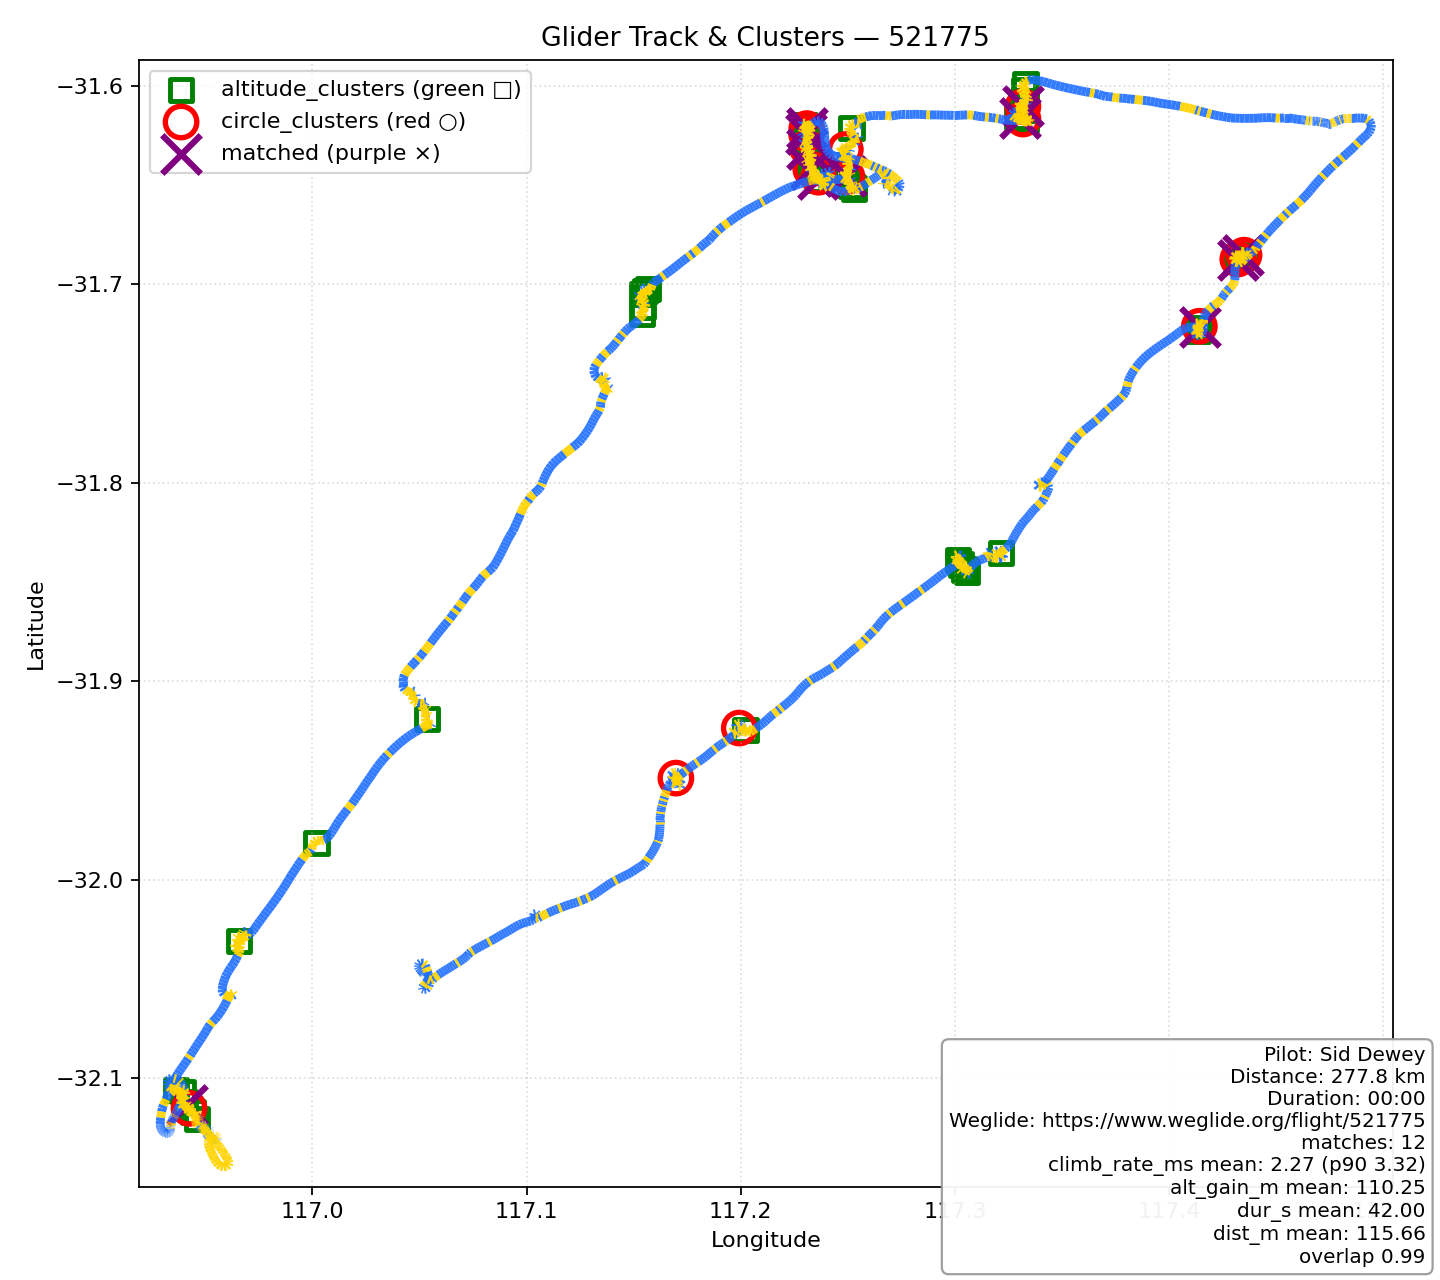 Glider Track & Clusters — 521775
altitude_clusters (green □)
circle_clusters (red ○)
matched (purple ×)
−31.6
−31.7
−31.8
−31.9
−32.0
−32.1
Latitude
117.0
117.1
117.2
117.3
117.4
Longitude
Pilot: Sid Dewey
Distance: 277.8 km
Duration: 00:00
Weglide: https://www.weglide.org/flight/521775
matches: 12
climb_rate_ms mean: 2.27 (p90 3.32)
alt_gain_m mean: 110.25
dur_s mean: 42.00
dist_m mean: 115.66
overlap 0.99